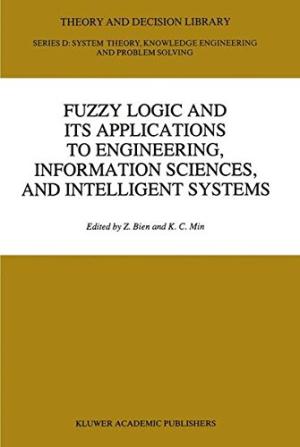 THEORY AND DECISION LIBRARY
SERIES D: SYSTEM THEORY, KNOWLEDGE ENGINEERING
AND PROBLEM SOLVING
FUZZY LOGIC AND
ITS APPLICATIONS
TO ENGINEERING,
INFORMATION SCIENCES,
AND INTELLIGENT SYSTEMS
Edited by Z. Bien and K. C. Min
KLUWER ACADEMIC PUBLISHERS